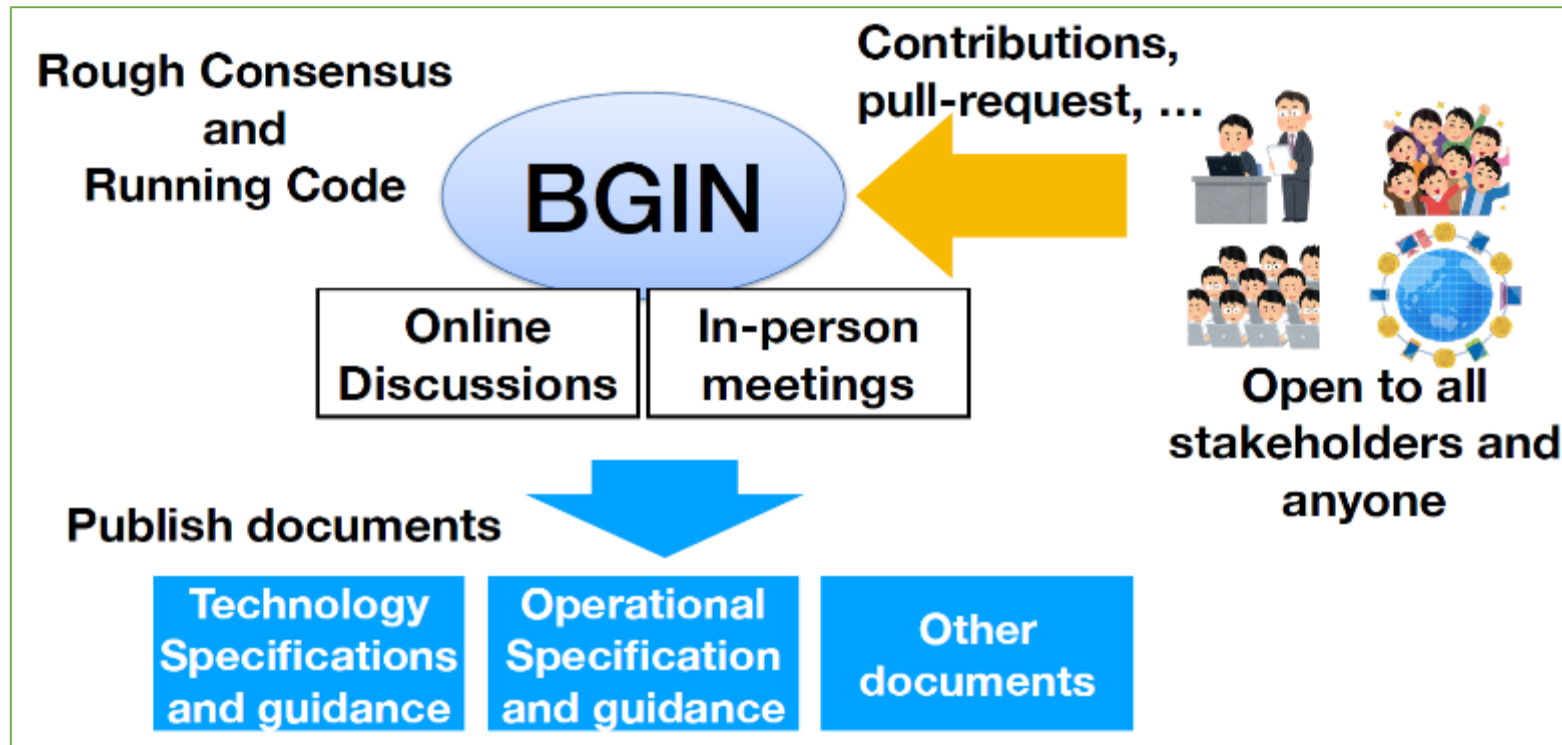 Rough Consensus
and
Running Code
BGIN
Contributions,
pull-request, …
Online
Discussions
In-person
meetings
Open to all
stakeholders and
anyone
Publish documents
Technology
Specifications
and guidance
Operational
Specification
and guidance
Other
documents